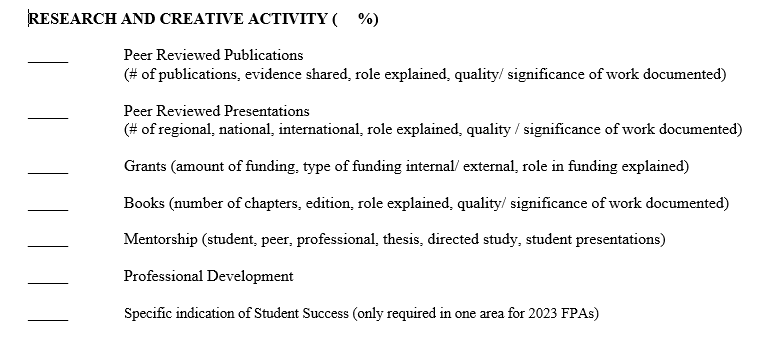 RESEARCH AND CREATIVE ACTIVITY (    %)
_____ Peer Reviewed Publications
(# of publications, evidence shared, role explained, quality/ significance of work documented)
_____ Peer Reviewed Presentations
(# of regional, national, international, role explained, quality / significance of work documented)
_____ Grants (amount of funding, type of funding internal/ external, role in funding explained)
_____ Books (number of chapters, edition, role explained, quality/ significance of work documented)
_____ Mentorship (student, peer, professional, thesis, directed study, student presentations)
_____ Professional Development
_____ Specific indication of Student Success (only required in one area for 2023 FPAs)